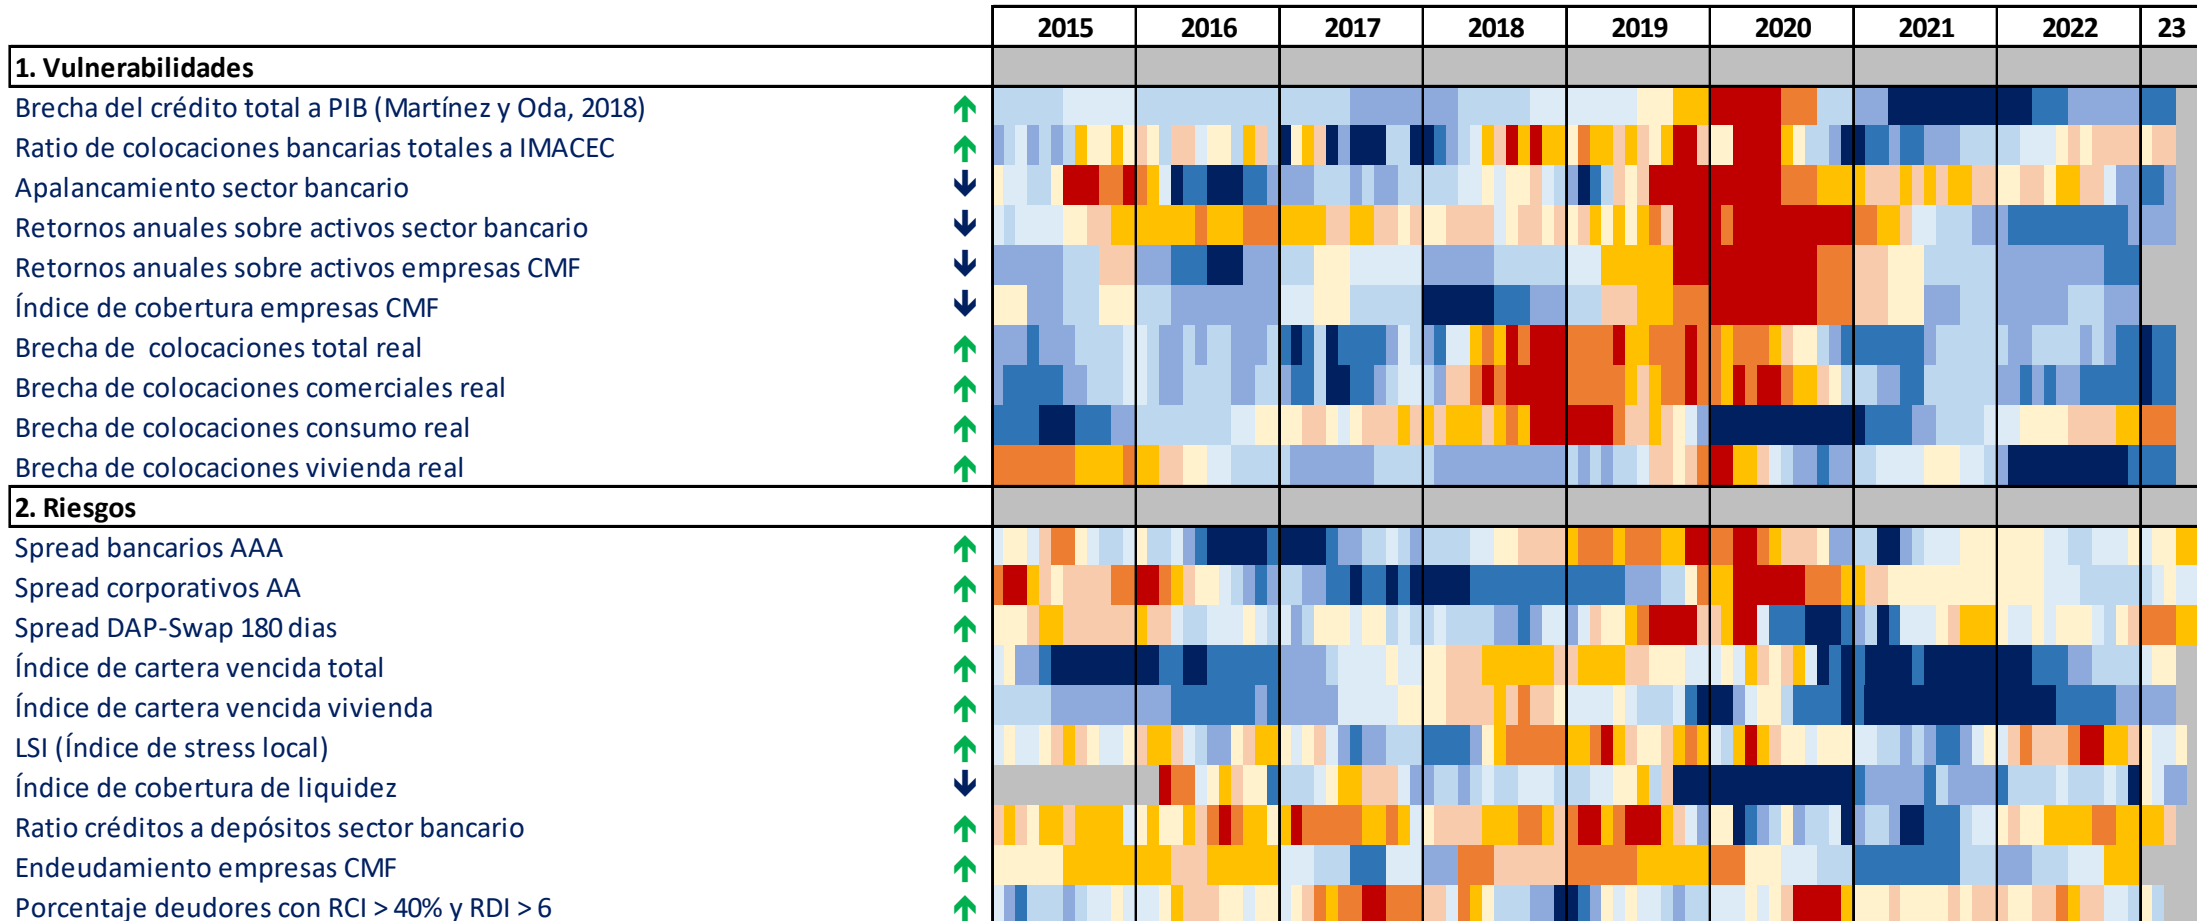 2015 2016 2017 2018 2019 2020 2021 2022 23
1. Vulnerabilidades
Brecha del crédito total a PIB (Martínez y Oda, 2018)
Ratio de colocaciones bancarias totales a IMACEC
Apalancamiento sector bancario
Retornos anuales sobre activos sector bancario
Retornos anuales sobre activos empresas CMF
Índice de cobertura empresas CMF
Brecha de colocaciones total real
Brecha de colocaciones comerciales real
Brecha de colocaciones consumo real
Brecha de colocaciones vivienda real
2. Riesgos
Spread bancarios AAA
Spread corporativos AA
Spread DAP-Swap 180 dias
Índice de cartera vencida total
Índice de cartera vencida vivienda
LSI (Índice de stress local)
Índice de cobertura de liquidez
Ratio créditos a depósitos sector bancario
Endeudamiento empresas CMF
Porcentaje deudores con RCI > 40% y RDI > 6